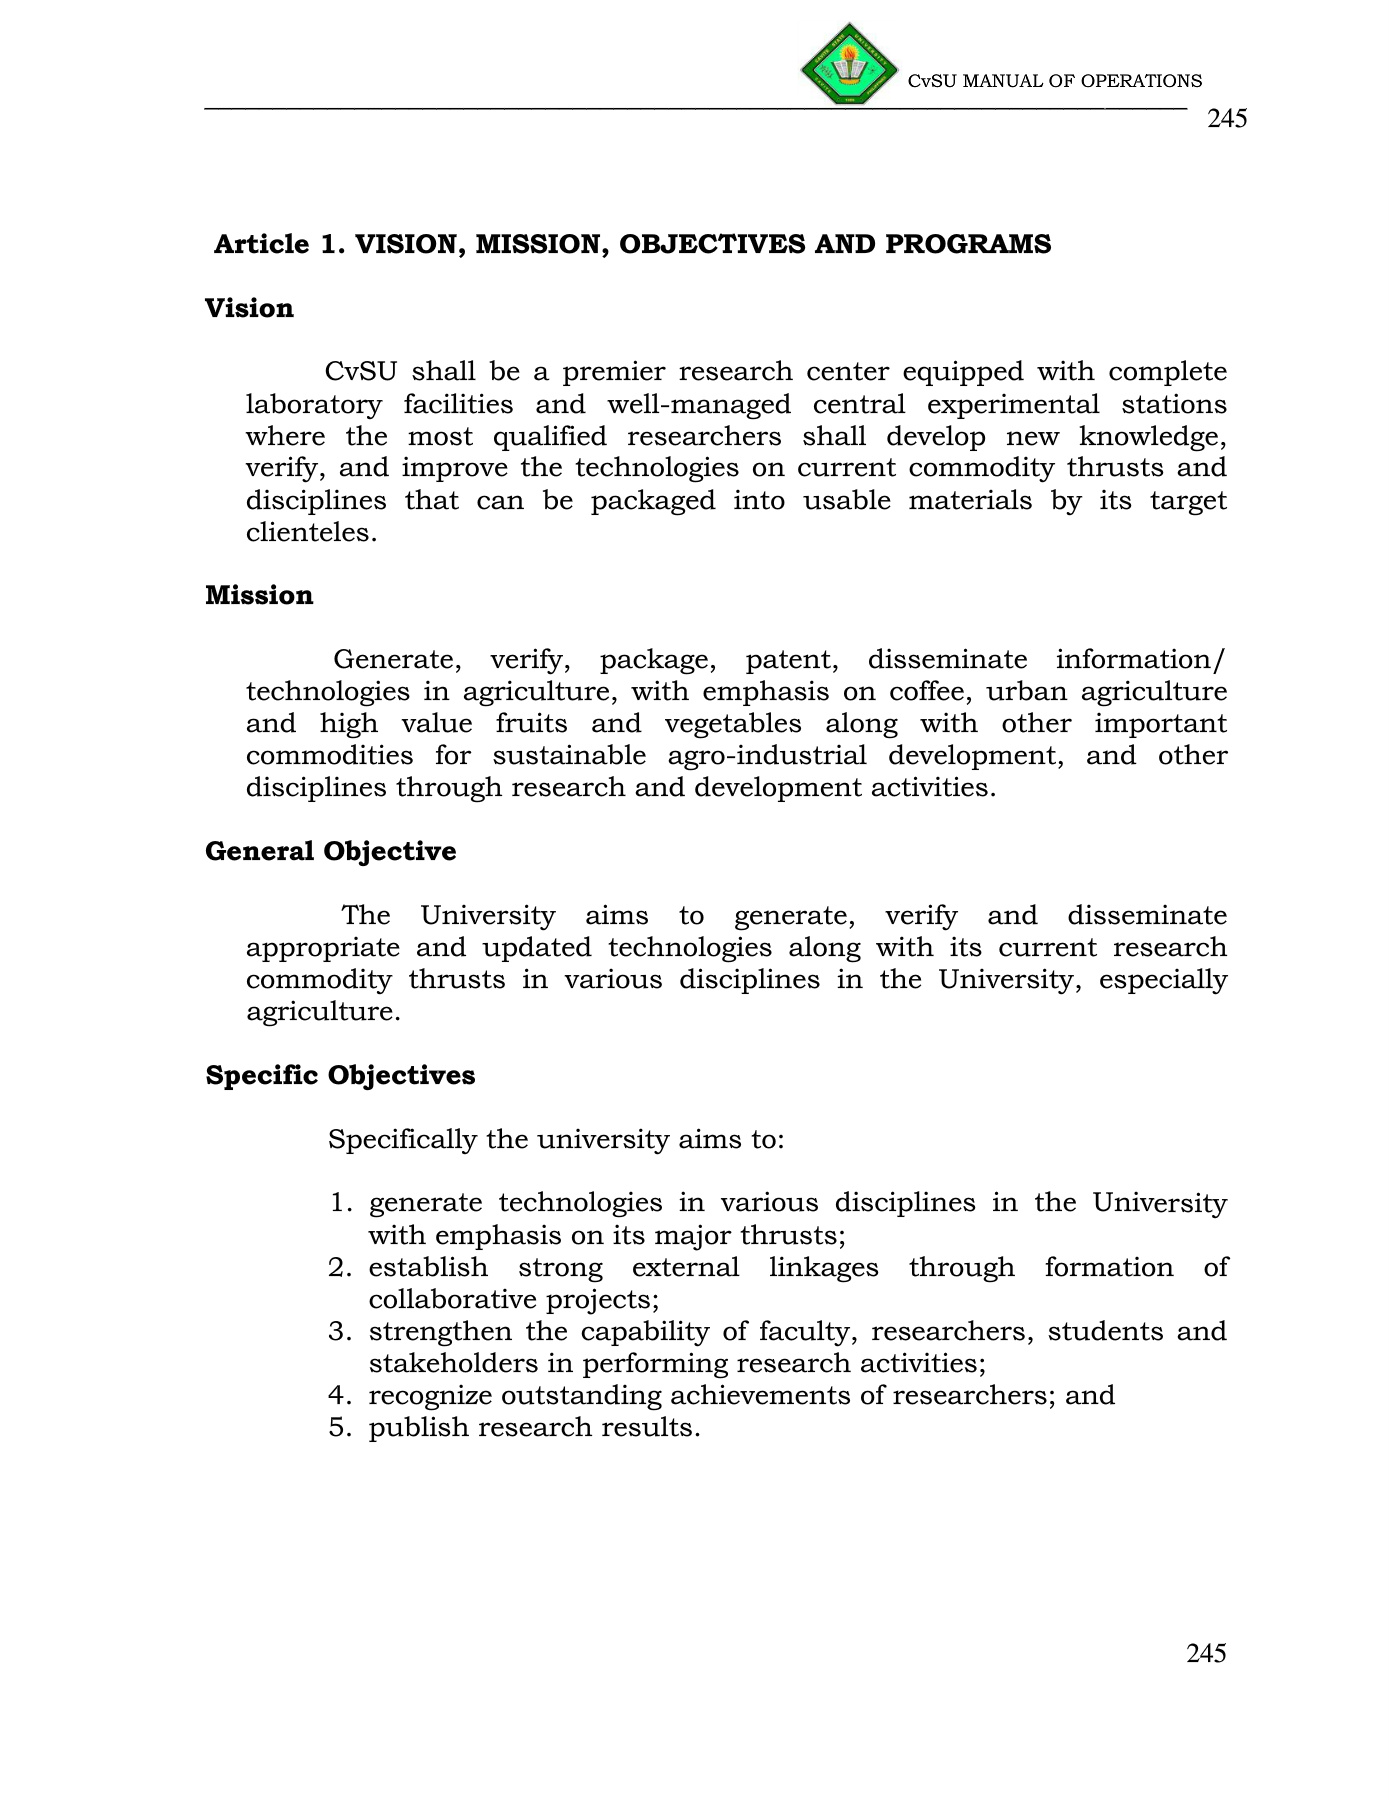 CvSU MANUAL OF OPERATIONS
245
Article 1. VISION, MISSION, OBJECTIVES AND PROGRAMS
Vision
CvSU shall be a premier research center equipped with complete
laboratory facilities and well-managed central experimental stations
where the most qualified researchers shall develop new knowledge,
verify, and improve the technologies on current commodity thrusts and
disciplines that can be packaged into usable materials by its target
clienteles.
Mission
Generate, verify, package, patent, disseminate information/
technologies in agriculture, with emphasis on coffee, urban agriculture
and high value fruits and vegetables along with other important
commodities for sustainable agro-industrial development, and other
disciplines through research and development activities.
General Objective
The University aims to generate, verify and disseminate
appropriate and updated technologies along with its current research
commodity thrusts in various disciplines in the University, especially
agriculture.
Specific Objectives
Specifically the university aims to:
1. generate technologies in various disciplines in the University
with emphasis on its major thrusts;
2. establish strong external linkages through formation of
collaborative projects;
3. strengthen the capability of faculty, researchers, students and
stakeholders in performing research activities;
4. recognize outstanding achievements of researchers; and
5. publish research results.
245